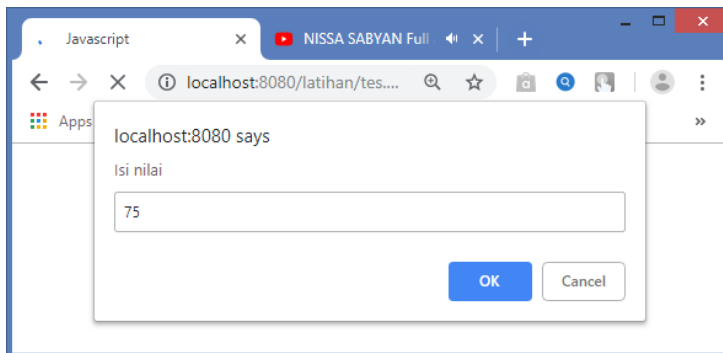 Javascript
NISSA SABYAN Full
localhost:8080/latihan/tes....
Apps
localhost:8080 says
Isi nilai
75
OK
Cancel